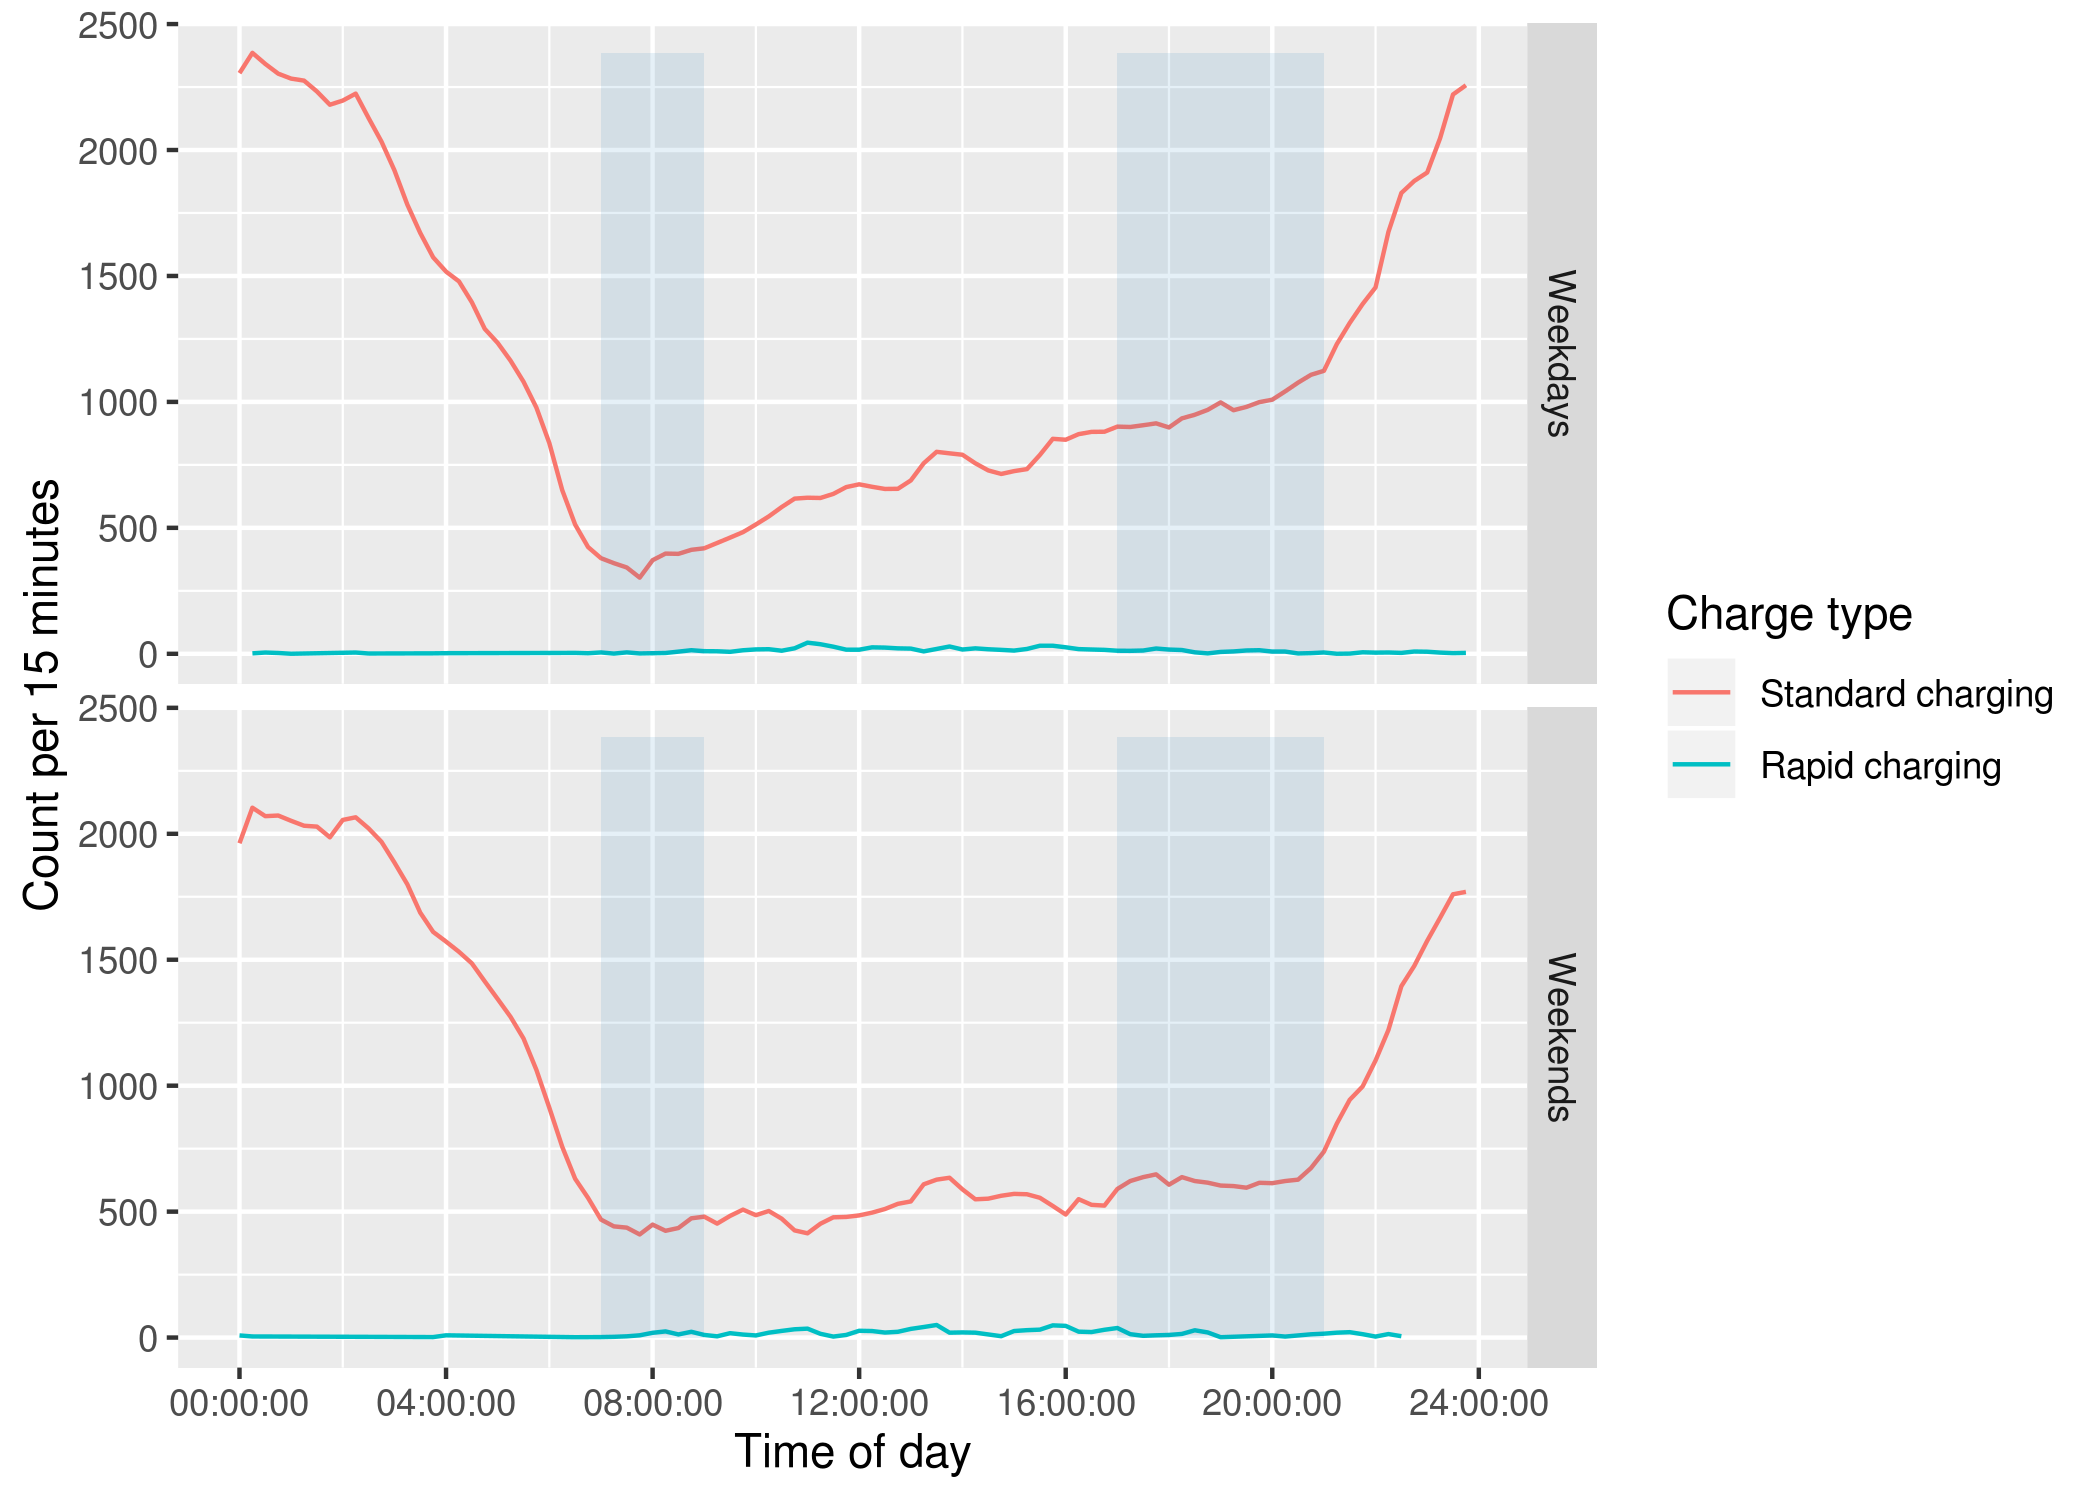 Count per 15 minutes
2500
2000
1500
1000
500
0
Weekdays
2500
2000
1500
1000
500
0
Weekends
00:00:00 04:00:00 08:00:00 12:00:00 16:00:00 20:00:00 24:00:00
Time of day
Charge type
Standard charging
Rapid charging